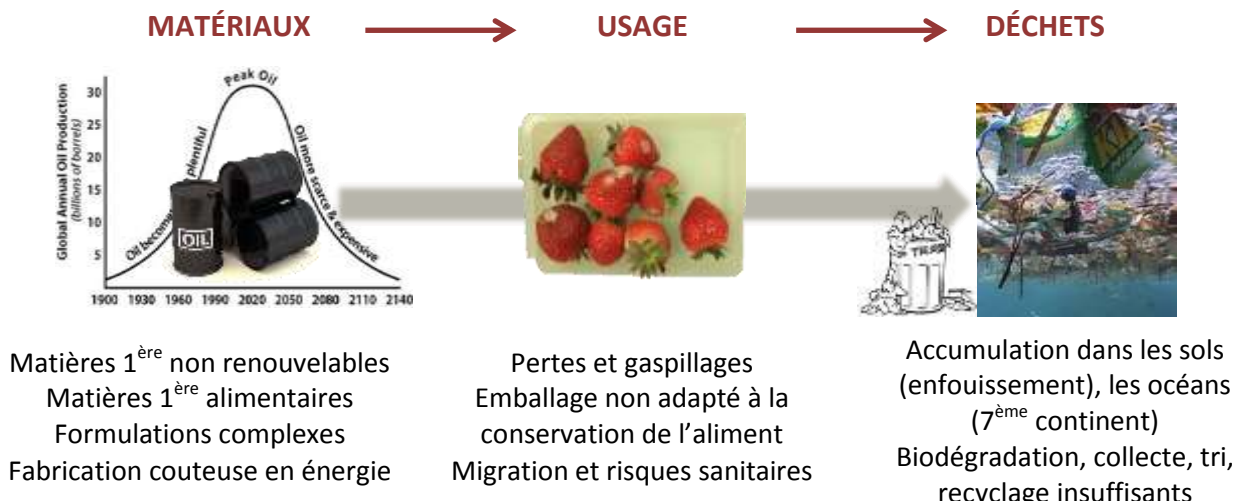 MATÉRIAUX
USAGE
DÉCHETS
Peak Oil
Global Annual Oil Production
(billions of barrels)
30
25
20
15
10
5
Oil becom
plentiful
Oil more scarce & expensive
OIL
1900 1930 1960 1990 2020 2050 2080 2110 2140
Matières 1ère non renouvelables
Matières 1ère alimentaires
Formulations complexes
Fabrication couteuse en énergie
Pertes et gaspillages
Emballage non adapté à la
conservation de l’aliment
Migration et risques sanitaires
Accumulation dans les sols
(enfouissement), les océans
(7ème continent)
Biodégradation, collecte, tri,
recyclage insuffisants